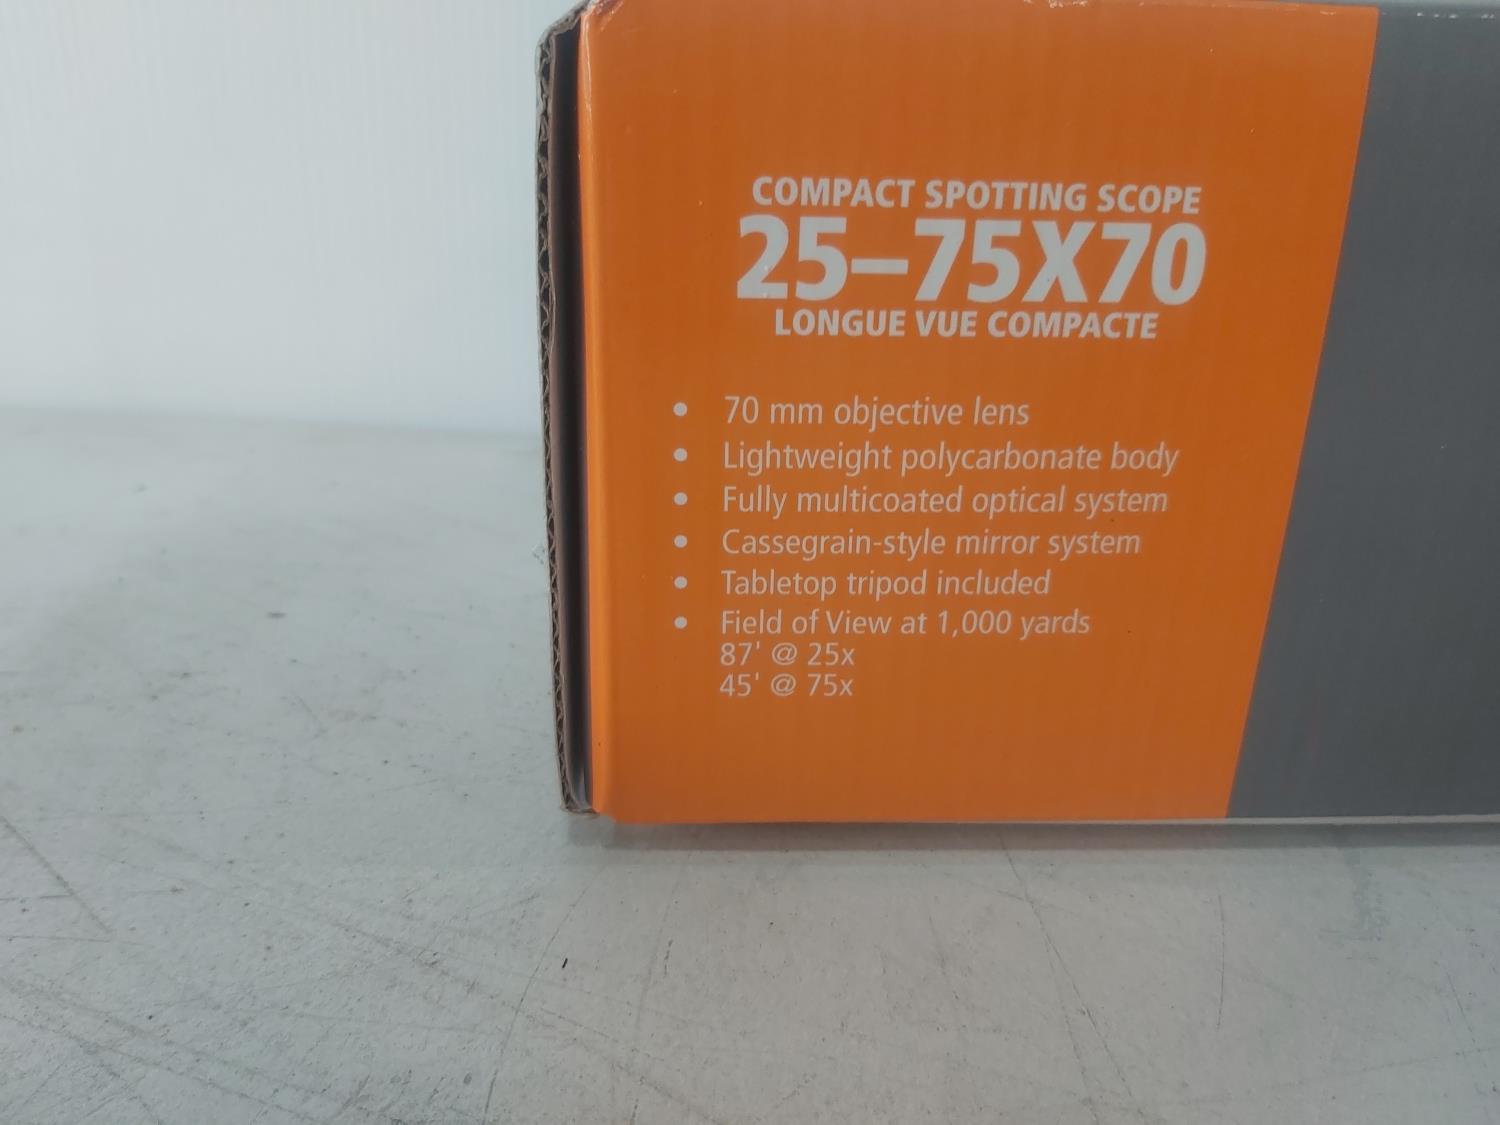 COMPACT SPOTTING SCOPE
25–75X70
LONGUE VUE COMPACTE
• 70 mm objective lens
• Lightweight polycarbonate body
• Fully multicoated optical system
• Cassegrain-style mirror system
• Tabletop tripod included
• Field of View at 1,000 yards
87' @ 25x
45' @ 75x